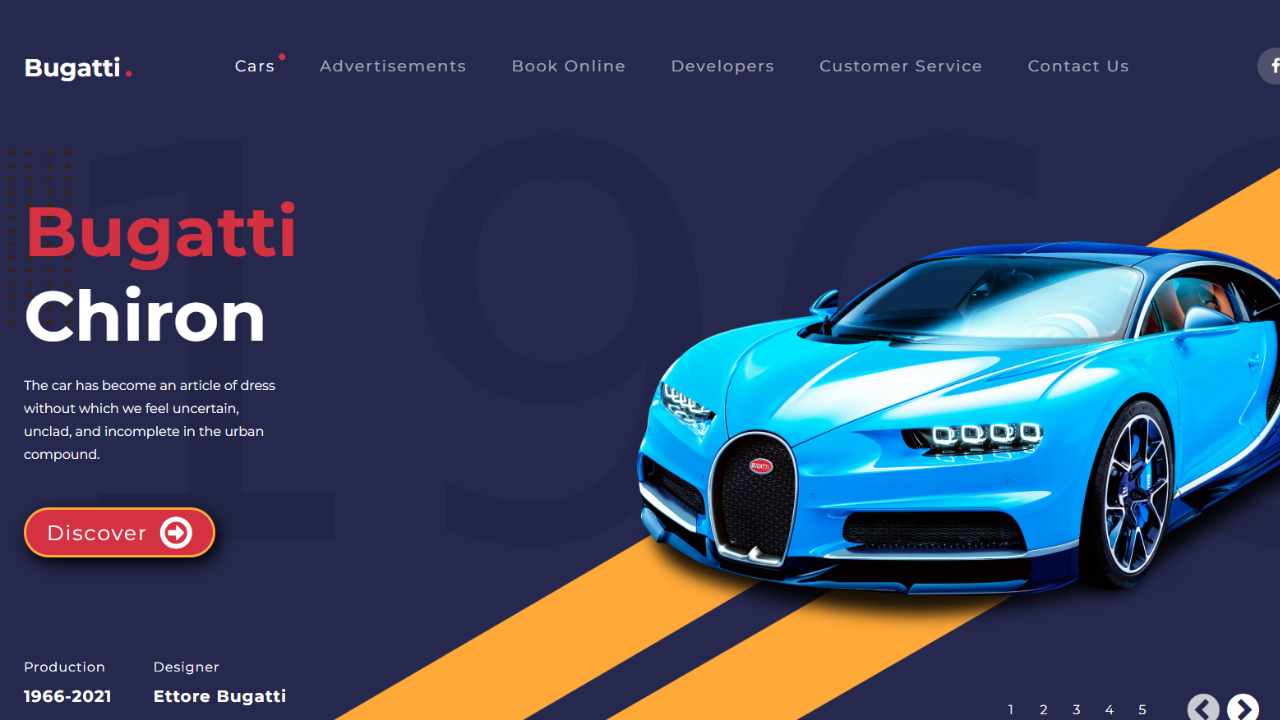 Bugatti.
Cars
Advertisements
Book Online
Developers
Customer Service
Contact Us
196
Bugatti
Chiron
The car has become an article of dress
without which we feel uncertain,
unclad, and incomplete in the urban
compound.
Discover
BUGATTI
Production
Designer
1966-2021
Ettore Bugatti
1 2 3 4 5